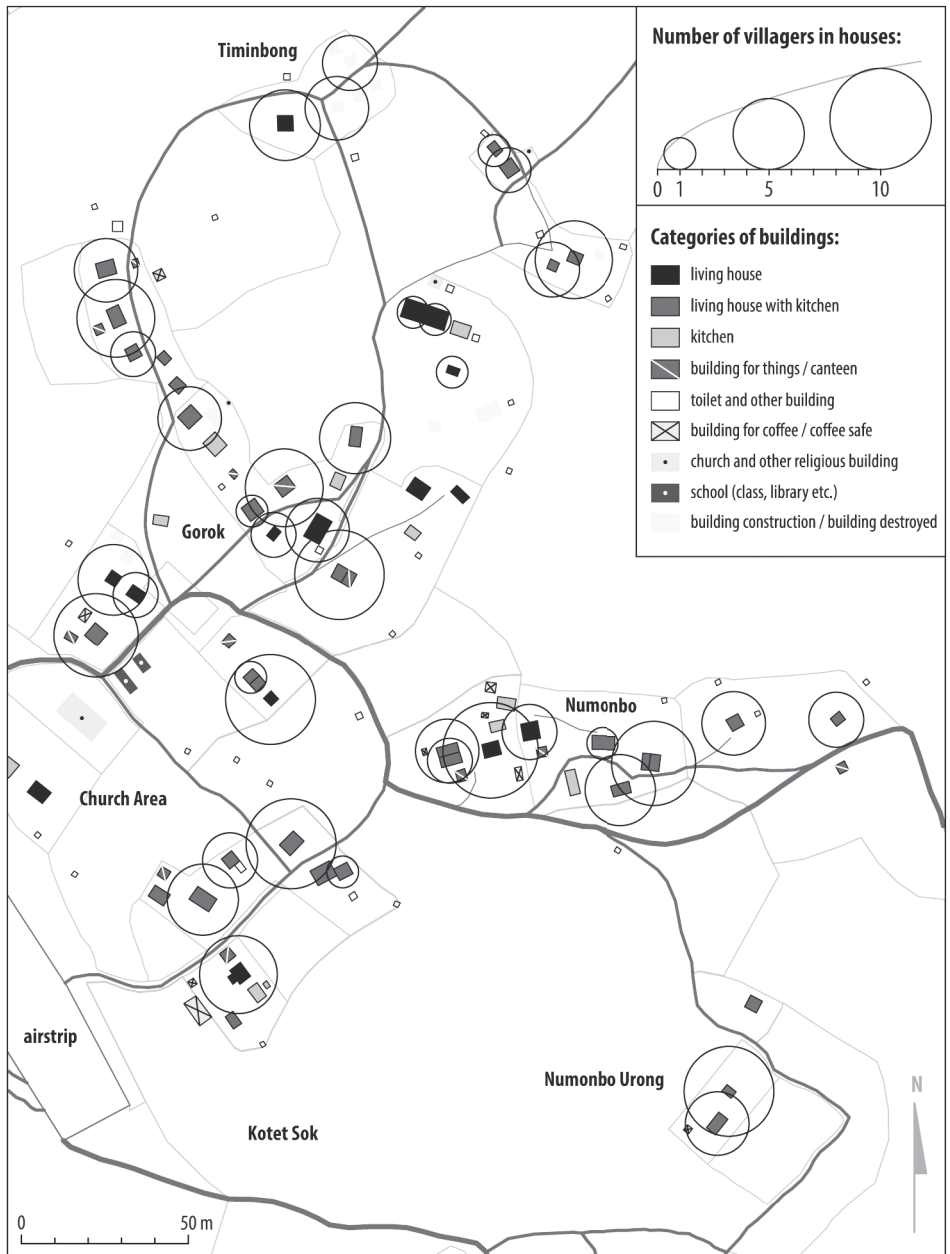 Timinbong
Number of villagers in houses:
0 1 5 10
Categories of buildings:
living house
living house with kitchen
kitchen
building for things / canteen
toilet and other building
building for coffee / coffee safe
church and other religious building
school (class, library etc.)
building construction / building destroyed
Gorok
Numonbo
Church Area
airstrip
Numonbo Urong
N
Kotet Sok
0 50 m